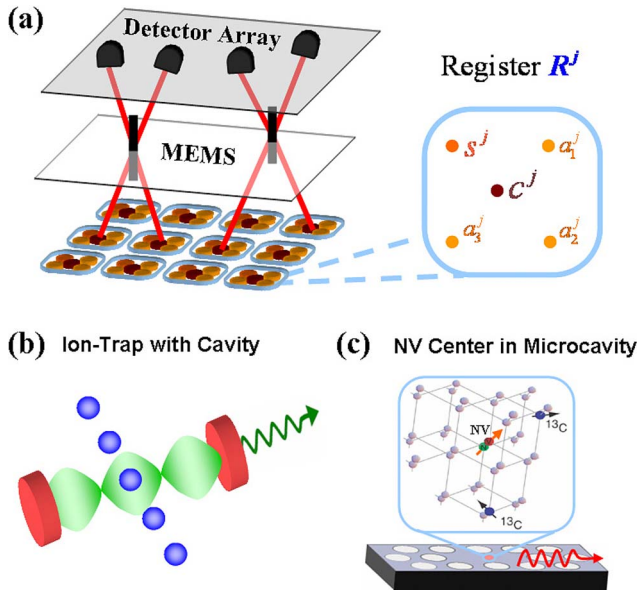 (a)
Detector Array
MEMS
Register R^j
s^j
a_1^j
c^j
a_3^j
a_2^j
(b) Ion-Trap with Cavity
(c) NV Center in Microcavity
NV
13C
N
13C